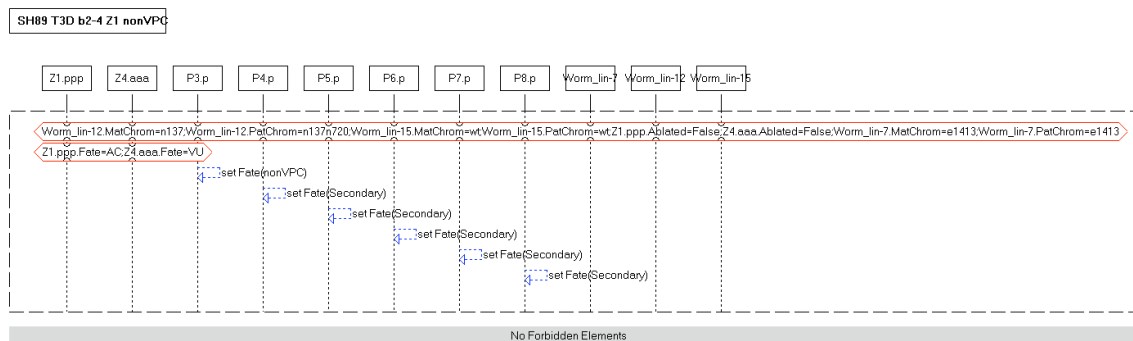 SH89 T3D b2-4 Z1 nonVPC
Z1.ppp Z4.aaa P3.p P4.p P5.p P6.p P7.p P8.p Worm_lin-7 Worm_lin-12 Worm_lin-15
Worm_lin-12.MatChrom=n137;Worm_lin-12.PatChrom=n137n720;Worm_lin-15.MatChrom=wt;Worm_lin-15.PatChrom=wt;Z1.ppp.Ablated=False;Z4.aaa.Ablated=False;Worm_lin-7.MatChrom=e1413;Worm_lin-7.PatChrom=e1413
Z1.ppp.Fate=AC;Z4.aaa.Fate=VU
set Fate(nonVPC)
set Fate(Secondary)
set Fate(Secondary)
set Fate(Secondary)
set Fate(Secondary)
set Fate(Secondary)
No Forbidden Elements